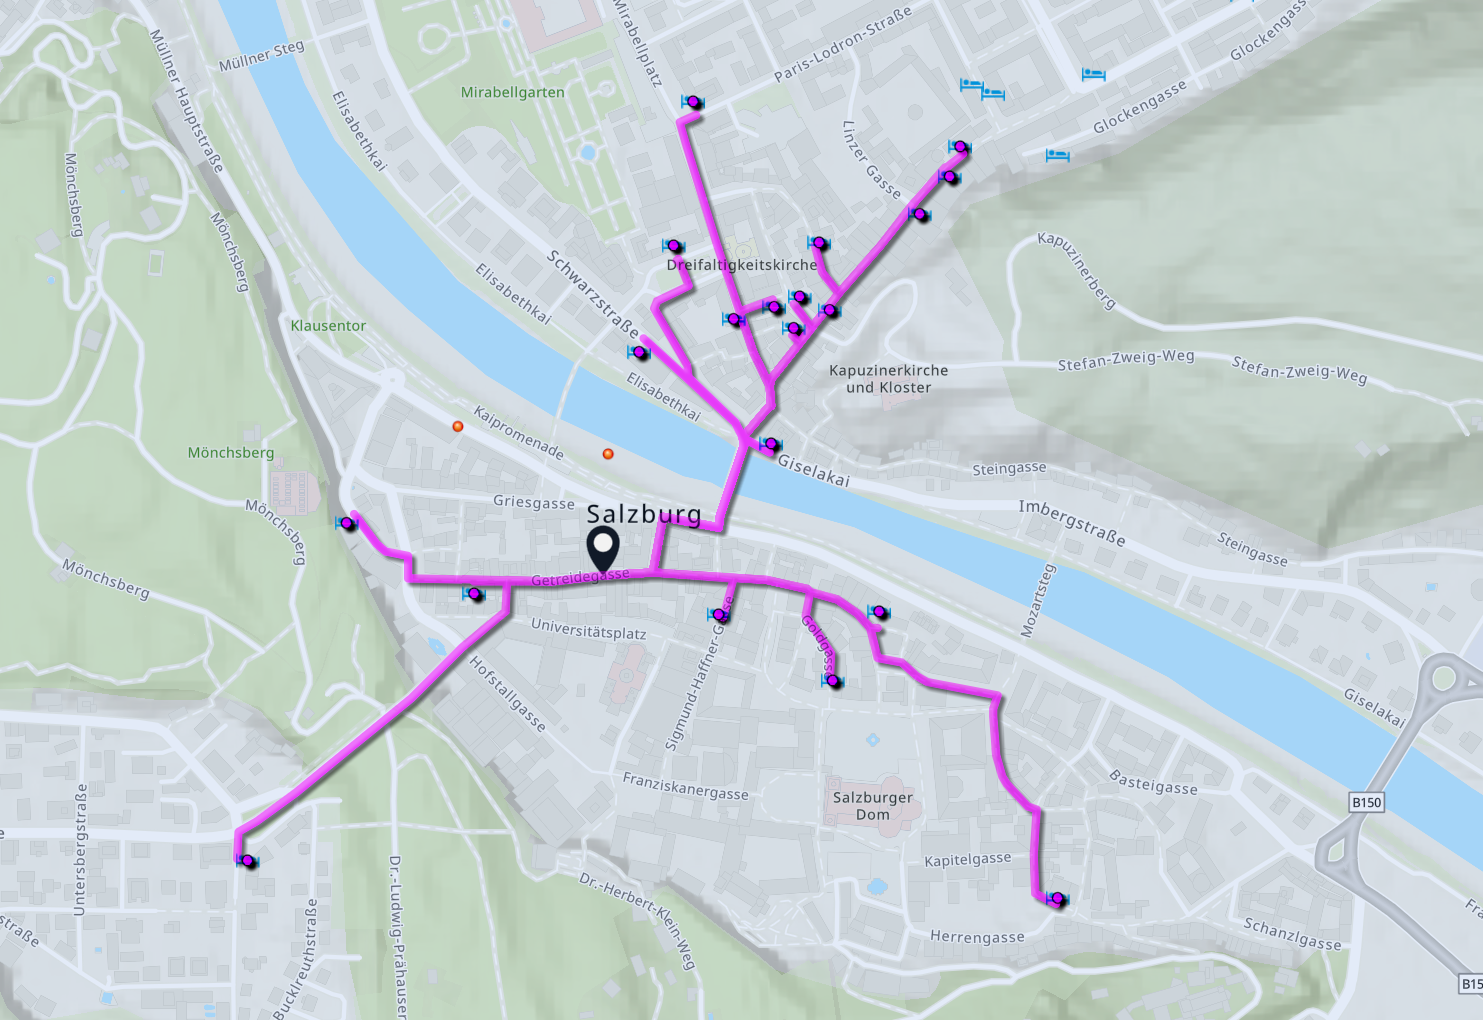 Müllner Steg
Müllner Hauptstraße
Mirabellplatz
Paris-Lodron-Straße
Glockengasse
Glockengasse
Mirabellgarten
Elisabethkai
Linzer Gasse
Mönchsberg
Mönchsberg
Kapuzinerberg
Schwarzstraße
Elisabethkai
Dreifaltigkeitskirche
Klausentor
Stefan-Zweig-Weg
Stefan-Zweig-Weg
Kapuzinerkirche
und Kloster
Elisabethkai
Kaipromenade
Mönchsberg
Giselakai
Steingasse
Griesgasse
Salzburg
Imbergstraße
Steingasse
Mönchsberg
Mönchsberg
Getreidegasse
Mozartsteg
Universitätsplatz
Sigmund-Haffner-Gasse
Goldgasse
Hofstallgasse
Giselakai
Franziskanergasse
Basteigasse
Salzburger
Dom
B150
Untersbergstraße
Kapitelgasse
Dr.-Ludwig-Prähauser
Dr.-Herbert-Klein-Weg
Bucklreuthstraße
straße
Herrengasse
Schanzlgasse
Fra
B15